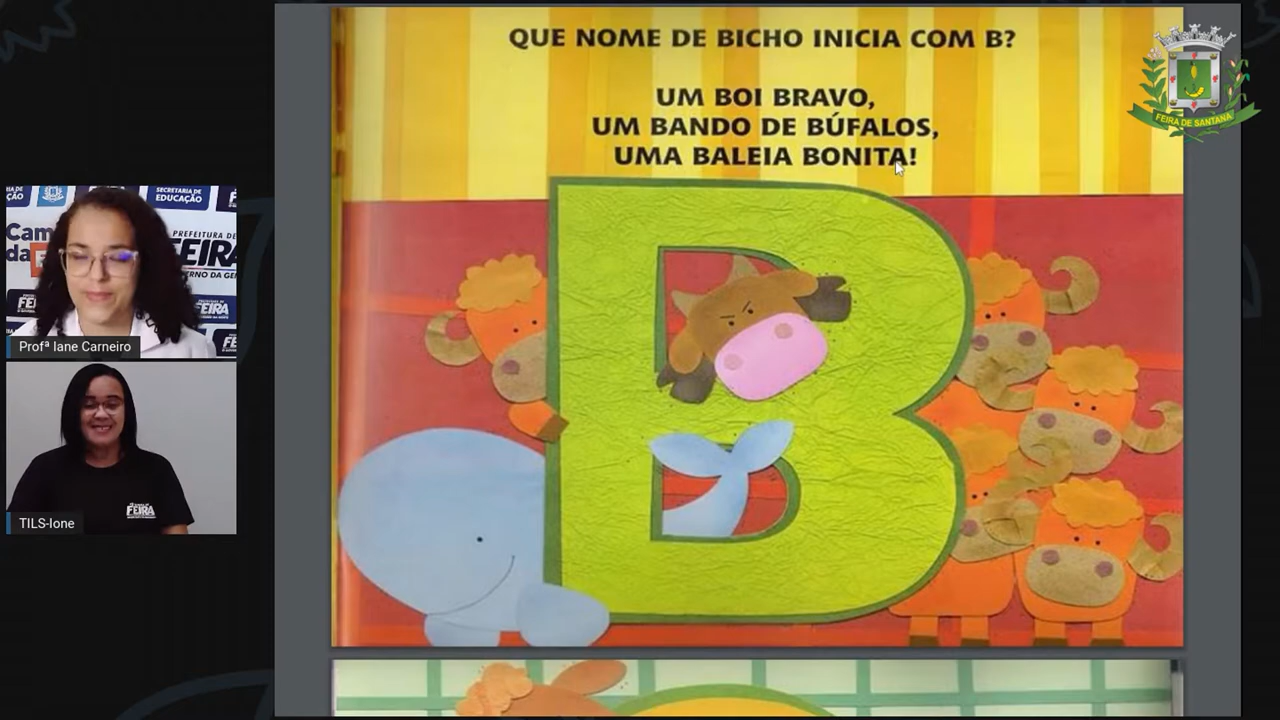 QUE NOME DE BICHO INICIA COM B?
UM BOI BRAVO,
UM BANDO DE BÚFALOS,
UMA BALEIA BONITA!
FEIRA DE SANTANA
SECRETARIA DE
EDUCAÇÃO
PREFEITURA DE
FEIRA
Profª Iane Carneiro
FEIRA
TILS-Ione